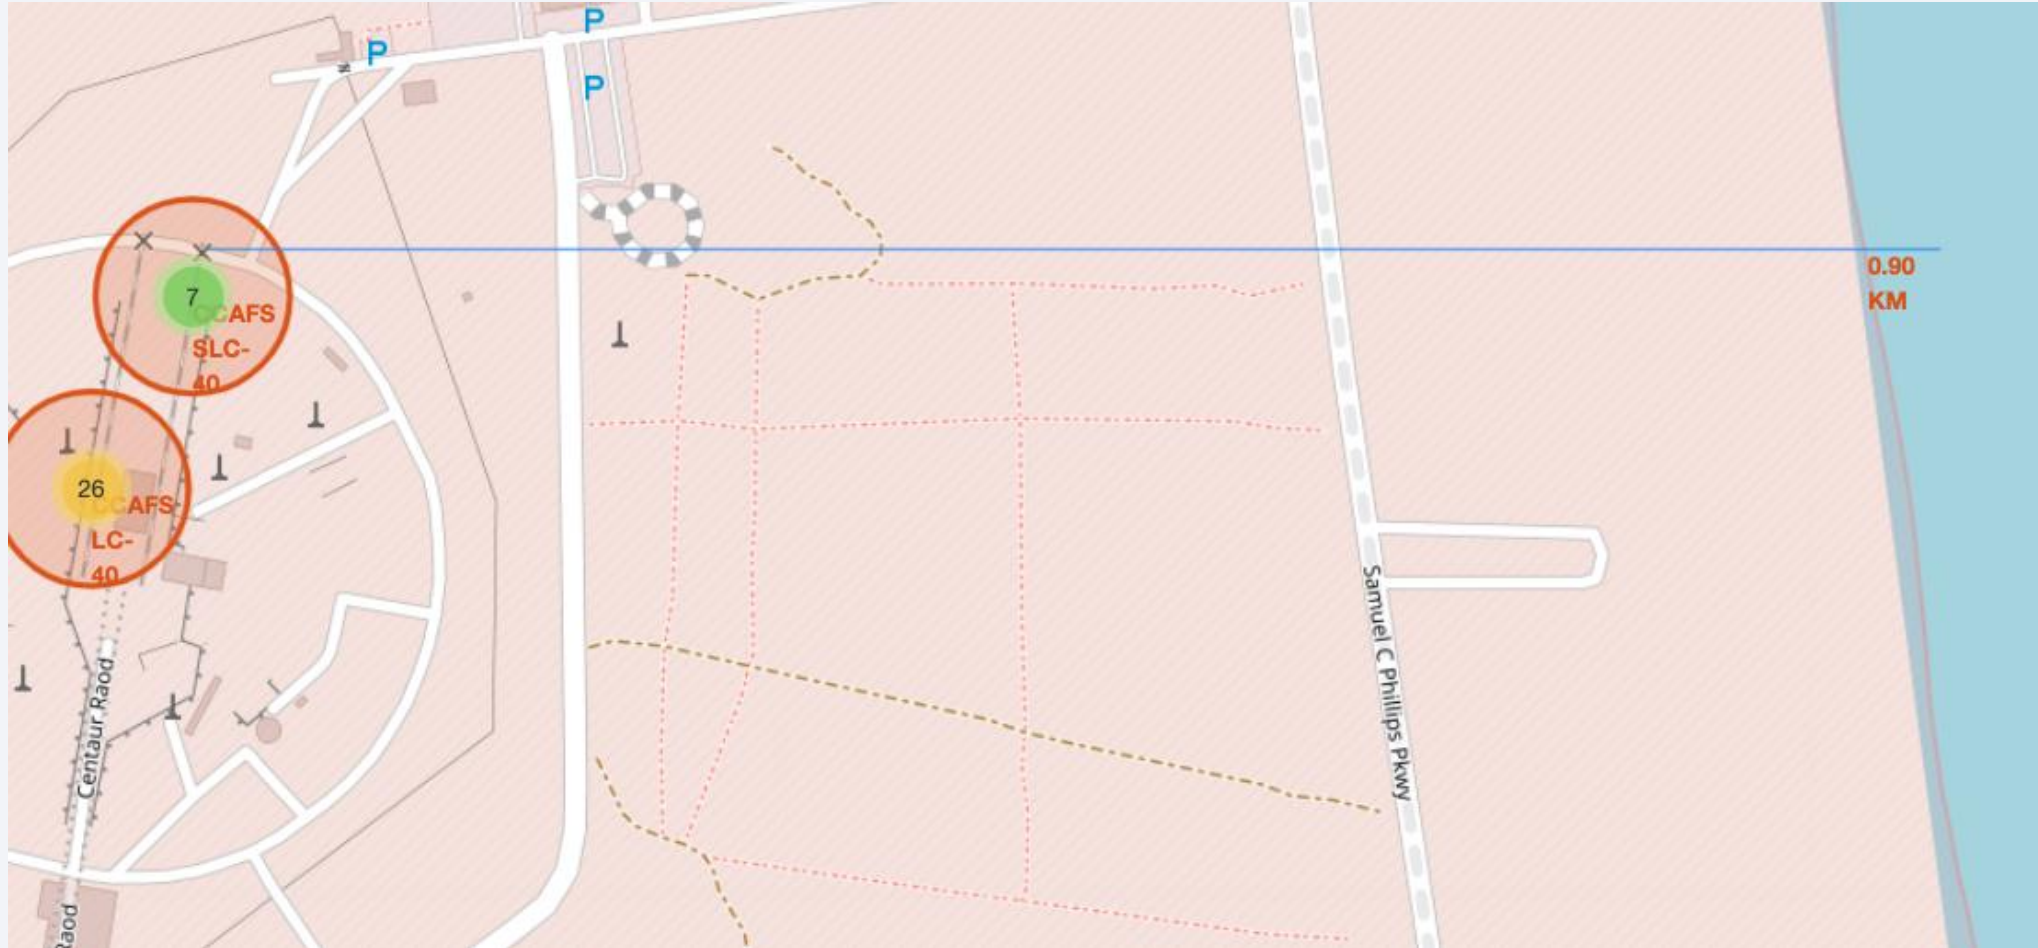 P
P
P
0.90
KM
7
CCAFS
SLC-
40
26
CCAFS
LC-
40
Samuel C Phillips Pkwy
Centaur Raod
Raod